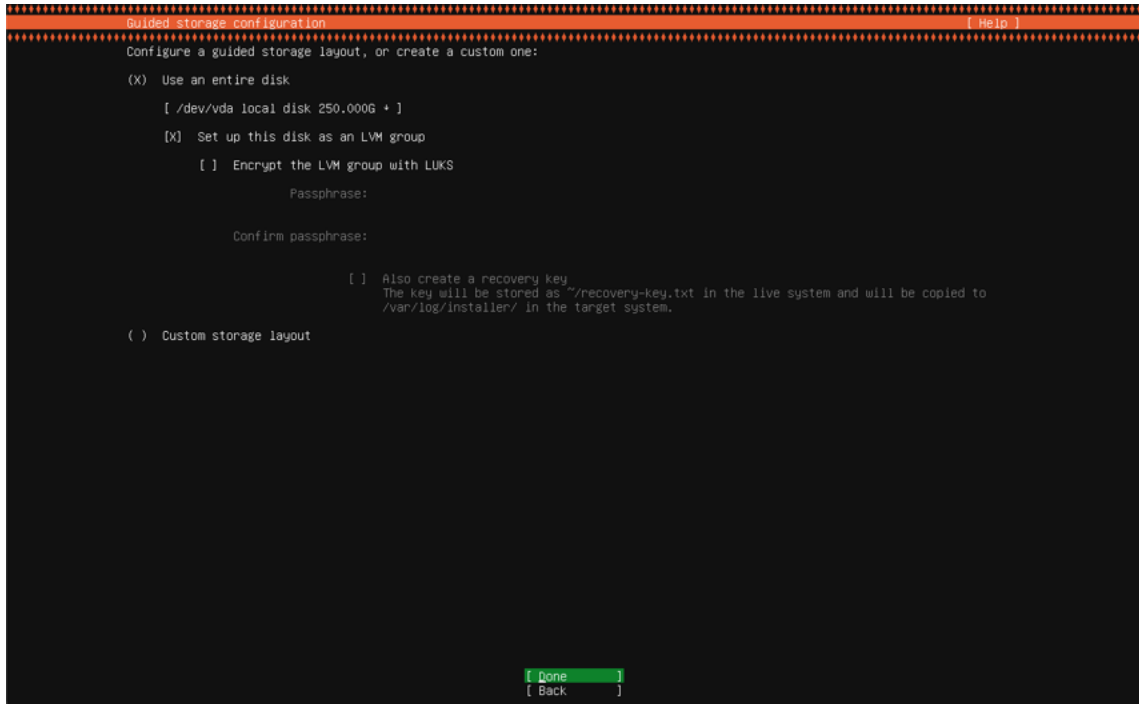 Guided storage configuration [ Help ]
Configure a guided storage layout, or create a custom one:
(X) Use an entire disk
[ /dev/vda local disk 250.000G ♦ ]
[X] Set up this disk as an LVM group
[ ] Encrypt the LVM group with LUKS
Passphrase:
Confirm passphrase:
[ ] Also create a recovery key
The key will be stored as ~/recovery-key.txt in the live system and will be copied to
/var/log/installer/ in the target system.
( ) Custom storage layout
[ Done ]
[ Back ]